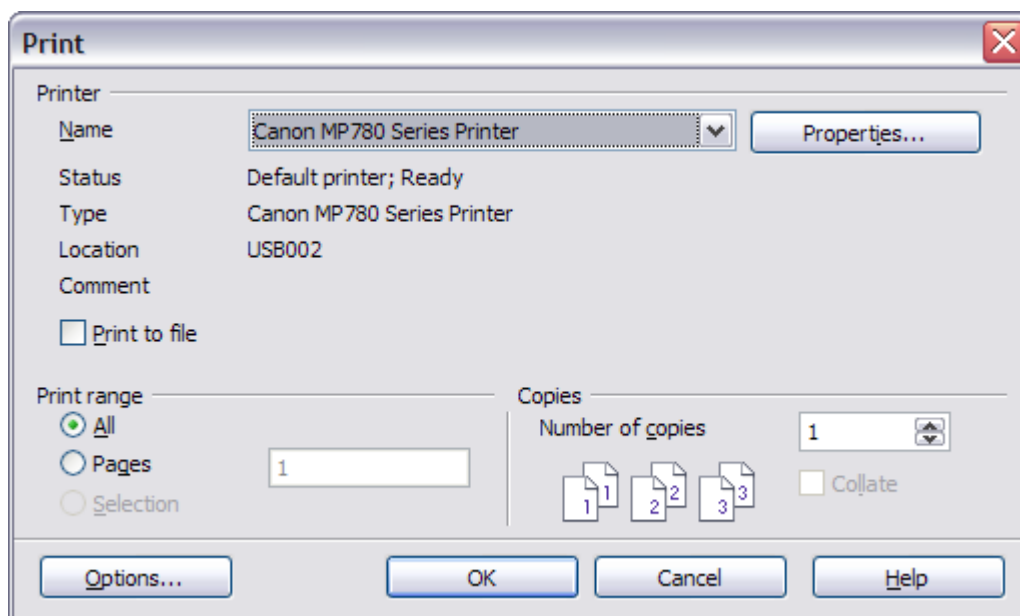 Print
Printer
Name Canon MP780 Series Printer Properties...
Status Default printer; Ready
Type Canon MP780 Series Printer
Location USB002
Comment
Print to file
Print range Copies
All Number of copies 1
Pages 1
Selection 1 1 2 2 3 3 Collate
Options... OK Cancel Help